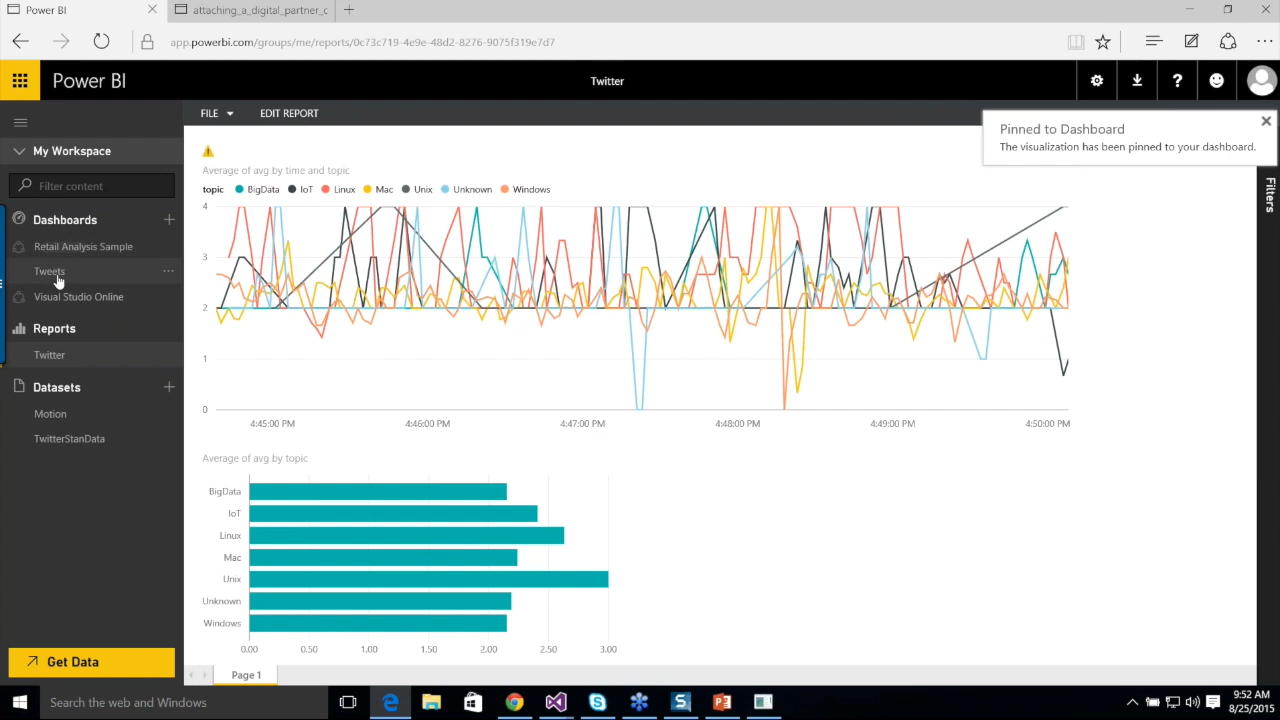 Power BI
attaching_a_digital_partner_c
app.powerbi.com/groups/me/reports/0c73c719-4e9e-48d2-8276-9075f319e7d7
Power BI
Twitter
FILE EDIT REPORT
Pinned to Dashboard
The visualization has been pinned to your dashboard.
Filters
My Workspace
Filter content
Dashboards
Retail Analysis Sample
Tweets
Visual Studio Online
Reports
Twitter
Datasets
Motion
TwitterStanData
Get Data
Average of avg by time and topic
topic BigData IoT Linux Mac Unix Unknown Windows
4
3
2
1
0
4:45:00 PM 4:46:00 PM 4:47:00 PM 4:48:00 PM 4:49:00 PM 4:50:00 PM
Average of avg by topic
BigData
IoT
Linux
Mac
Unix
Unknown
Windows
0.00 0.50 1.00 1.50 2.00 2.50 3.00
Page 1
Search the web and Windows
9:52 AM
8/25/2015